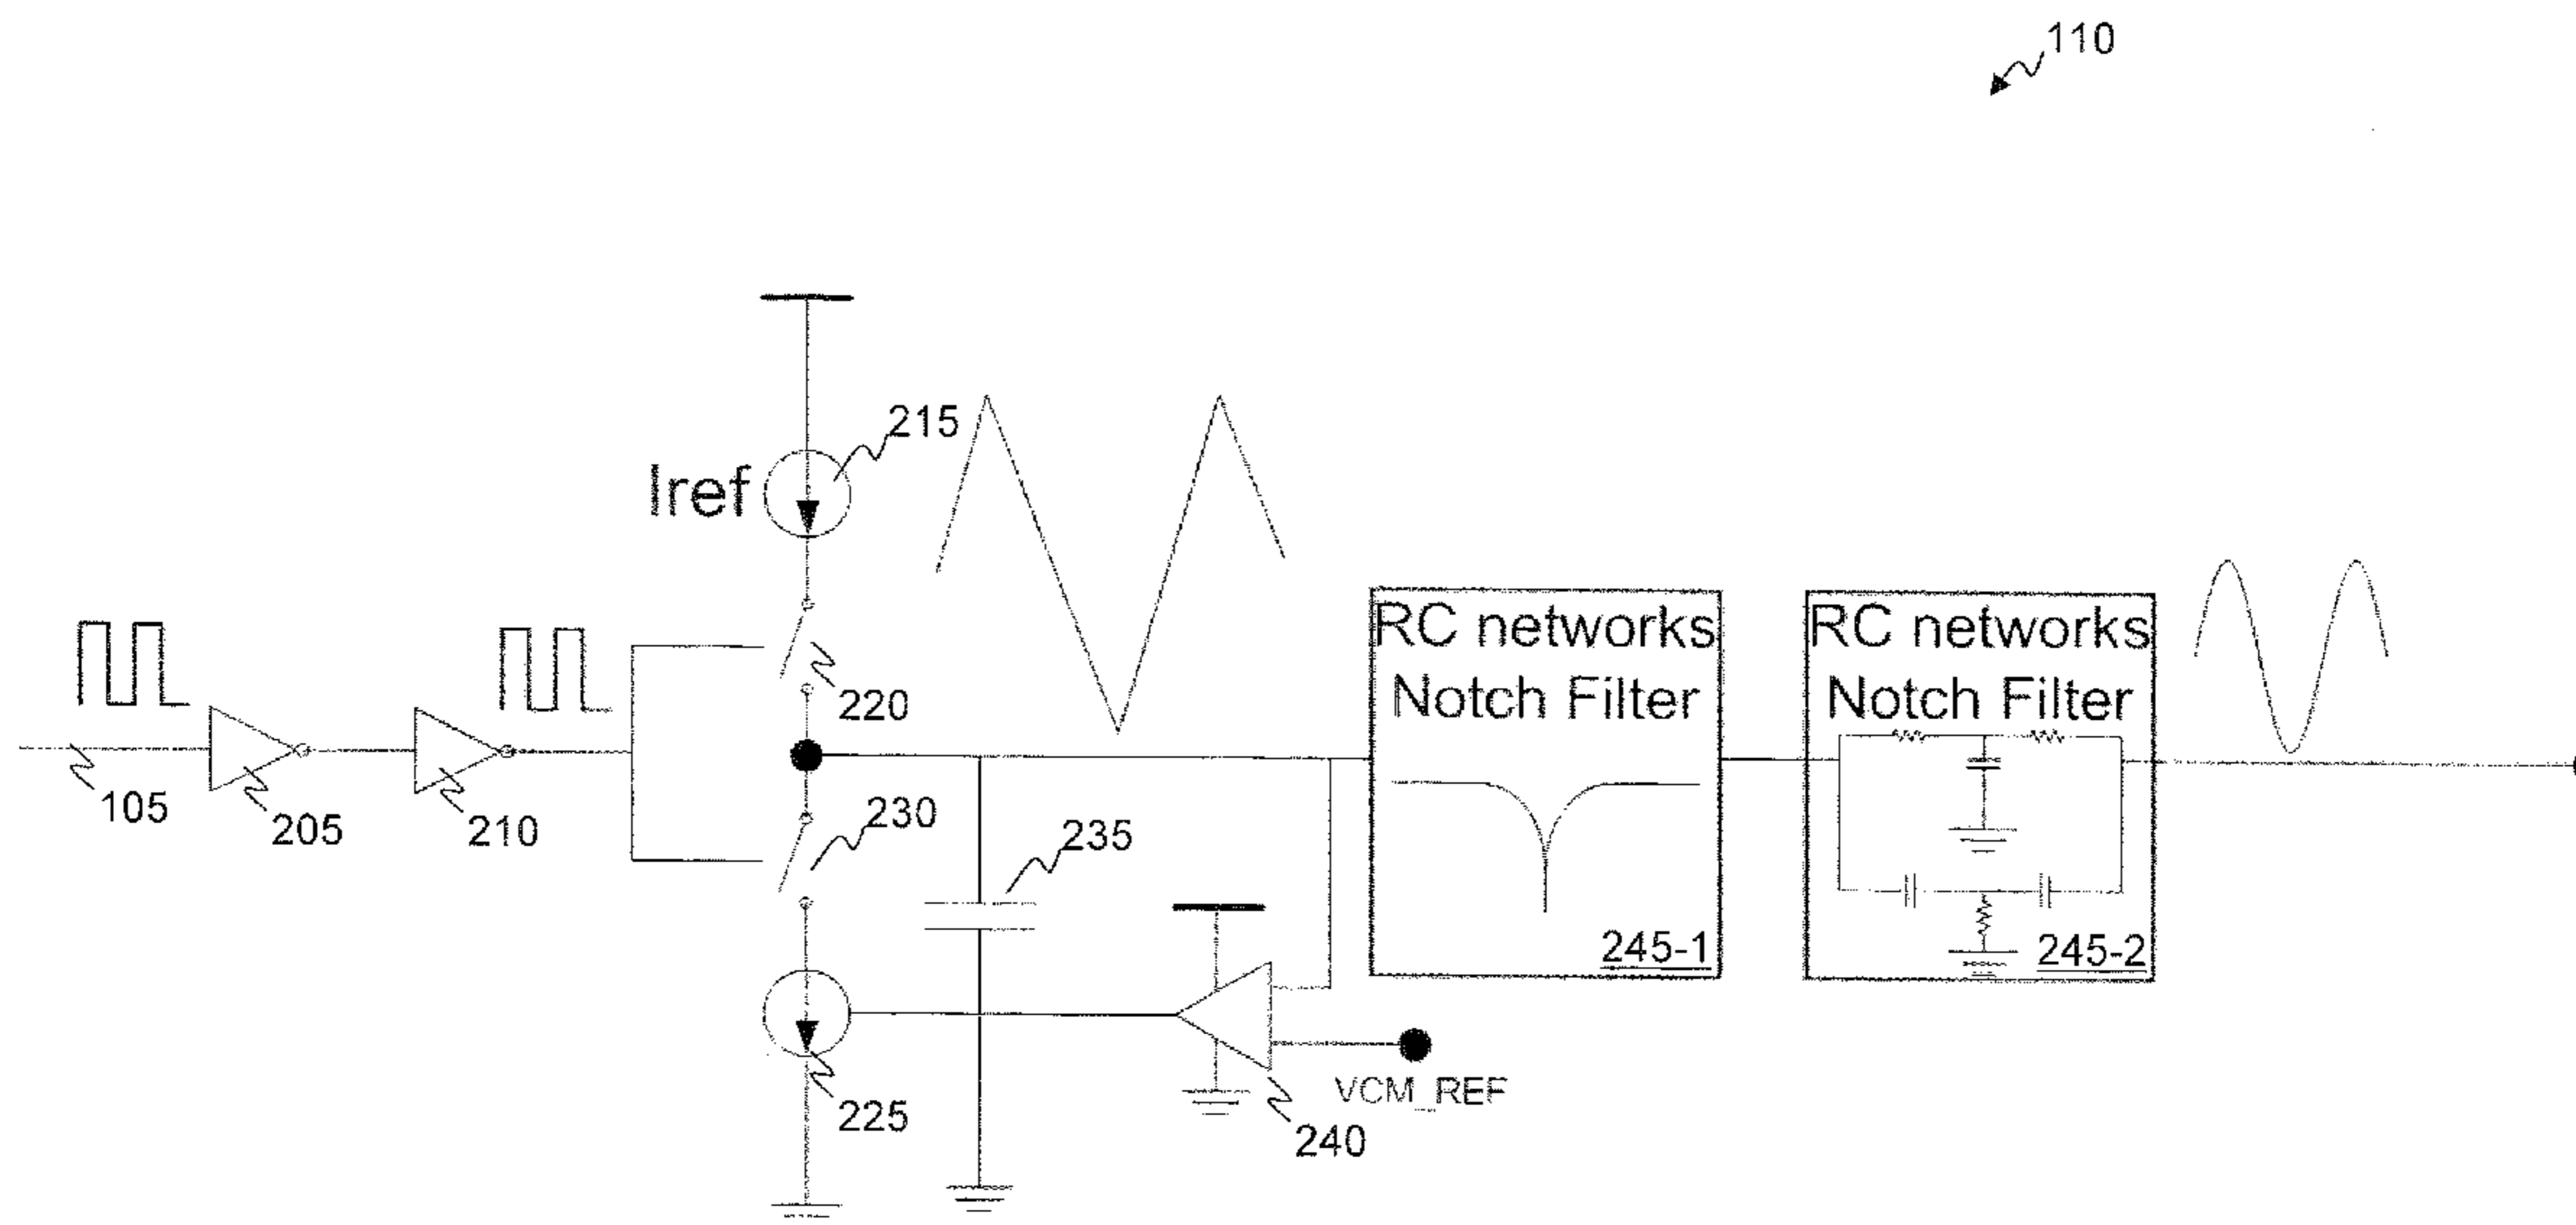 110
215
Iref
220
105
205
210
230
235
225
240
VCM_REF
RC networks
Notch Filter
245-1
RC networks
Notch Filter
245-2